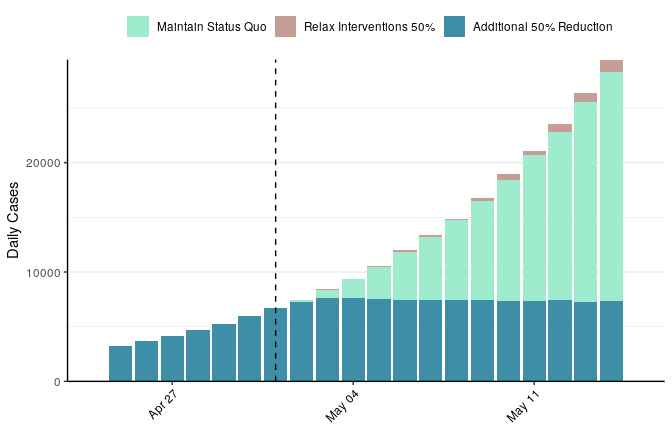 Maintain Status Quo Relax Interventions 50% Additional 50% Reduction
Daily Cases
20000
10000
0
Apr 27 May 04 May 11